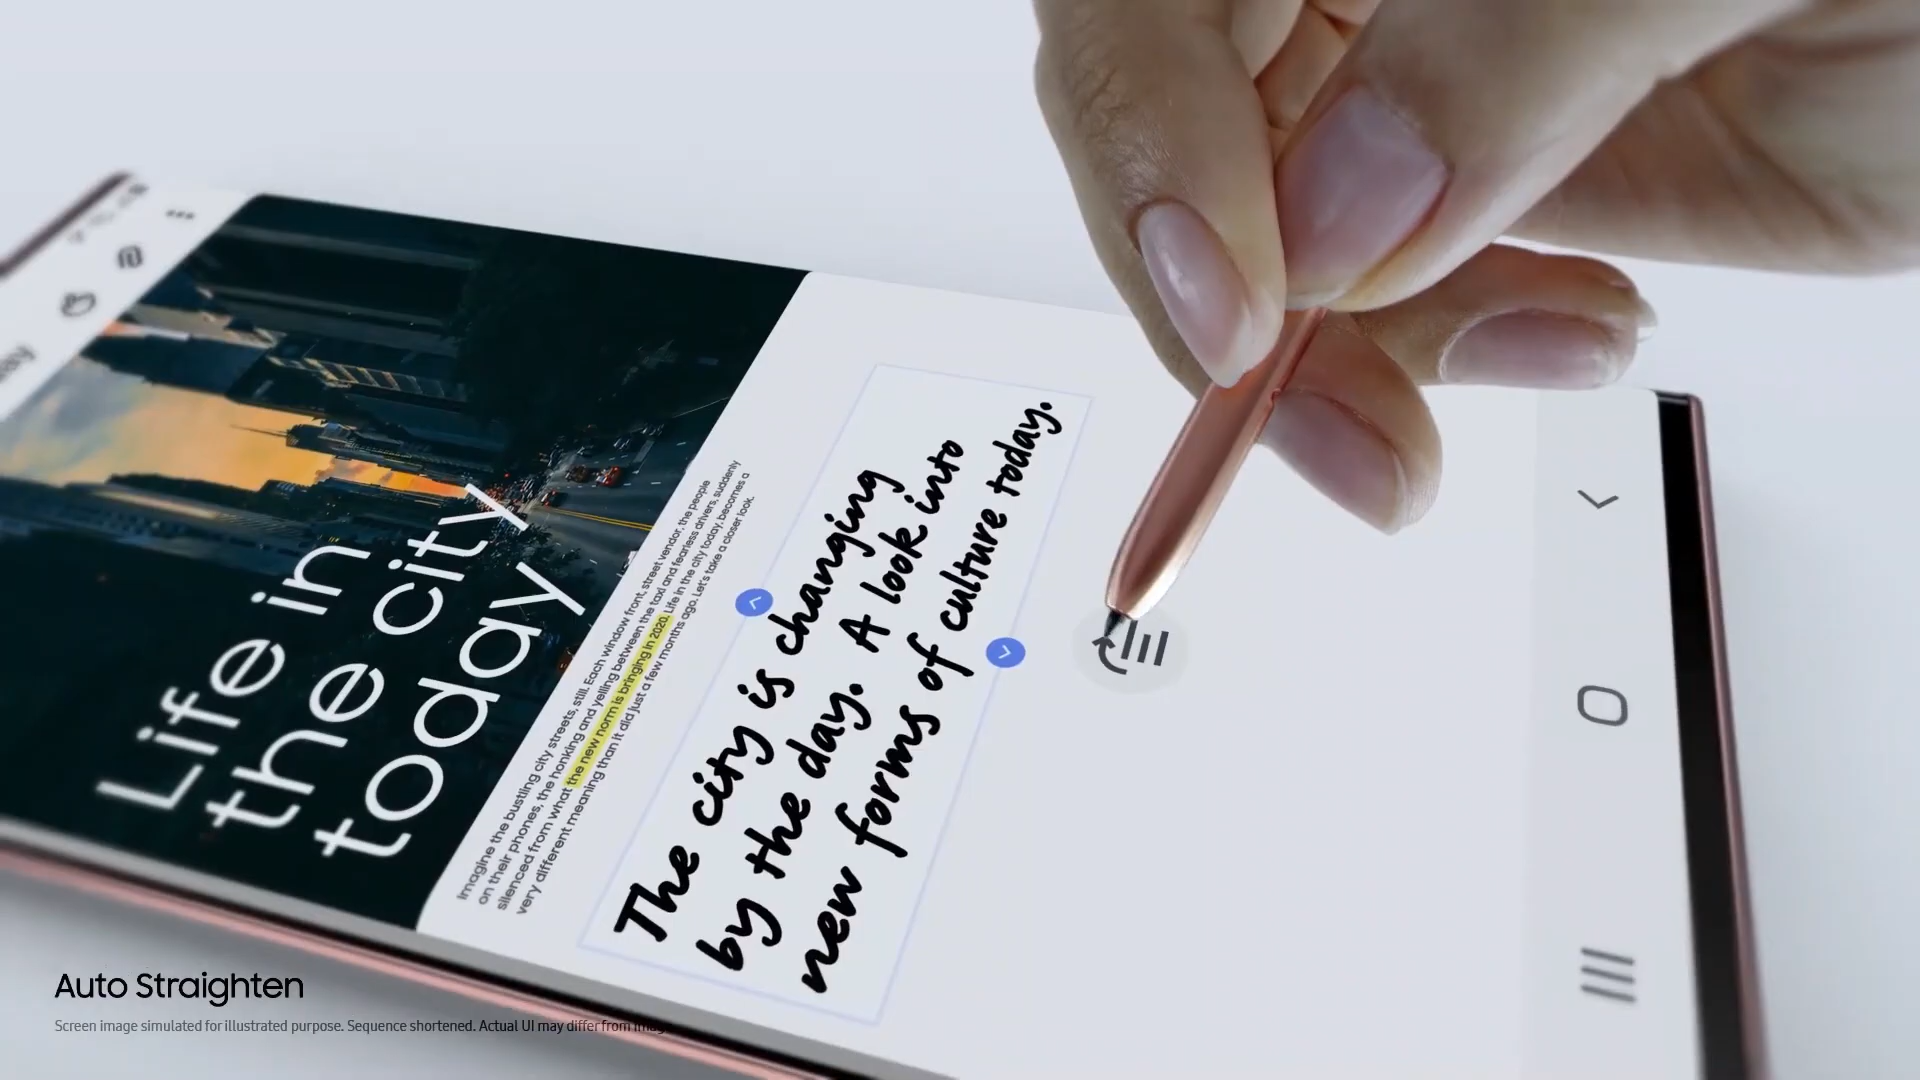 Life in
the city
today
Imagine the bustling city streets, still. Each window front, street vendor, the people
on their phones, the honking and yelling between the taxi and fearless drivers, suddenly
silenced from what the new norm is bringing in 2020. Life in the city today, becomes a
very different meaning than it did just a few months ago. Let's take a closer look.
The city is changing
by the day. A look into
new forms of culture today.
Auto Straighten
Screen image simulated for illustrated purpose. Sequence shortened. Actual UI may differ from image.